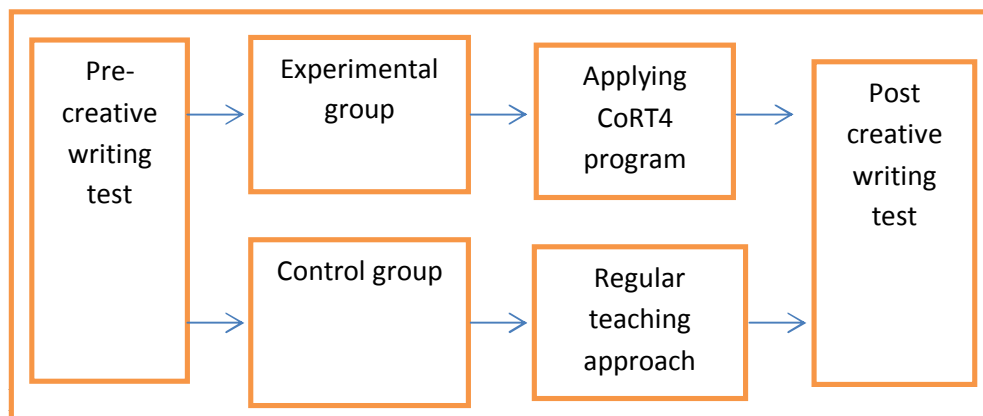 Pre-
creative
writing
test
Experimental
group
Applying
CoRT4
program
Post
creative
writing
test
Control group
Regular
teaching
approach